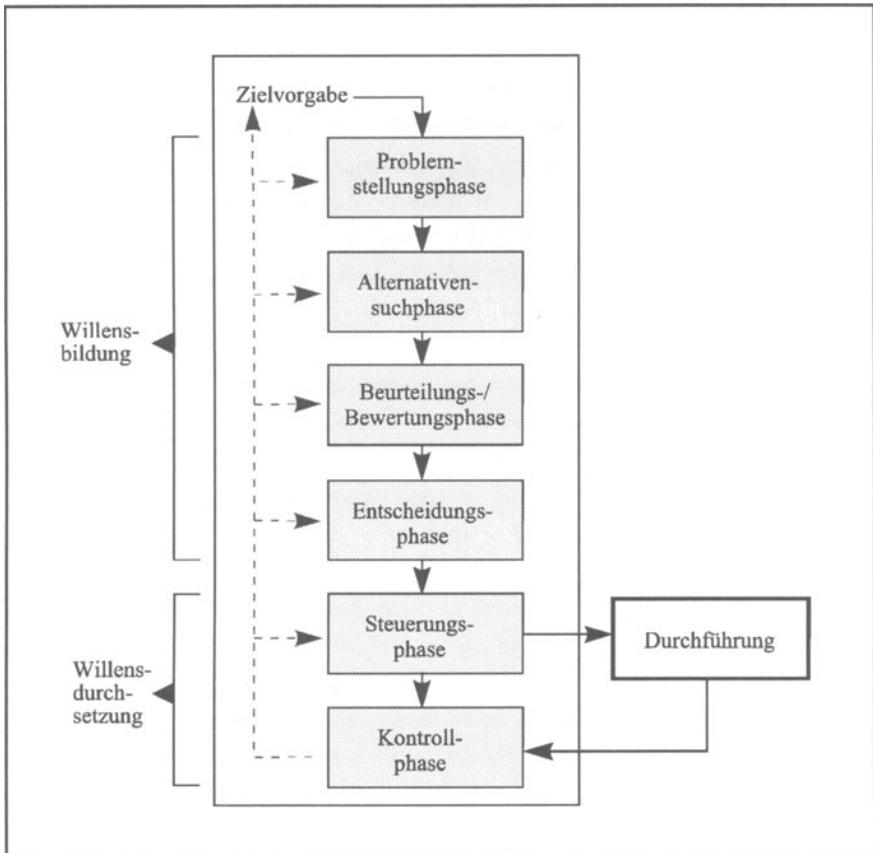 Zielvorgabe
Problem-
stellungsphase
Alternativen-
suchphase
Willens-
bildung
Beurteilungs-/
Bewertungsphase
Entscheidungs-
phase
Steuerungs-
phase
Durchführung
Willens-
durch-
setzung
Kontroll-
phase